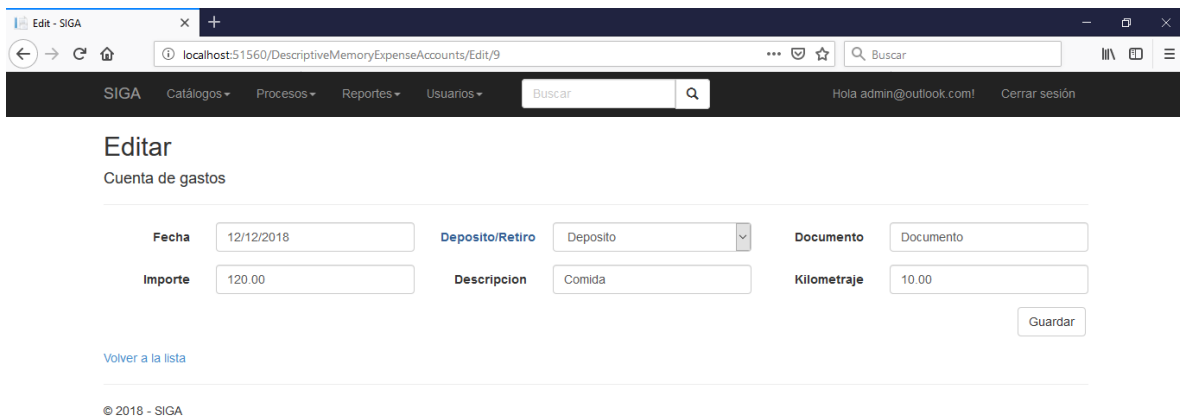 Edit - SIGA
localhost:51560/DescriptiveMemoryExpenseAccounts/Edit/9 Buscar
SIGA Catálogos Procesos Reportes Usuarios Buscar Hola admin@outlook.com! Cerrar sesión
Editar
Cuenta de gastos
Fecha 12/12/2018 Deposito/Retiro Deposito Documento Documento
Importe 120.00 Descripcion Comida Kilometraje 10.00
Guardar
Volver a la lista
© 2018 - SIGA